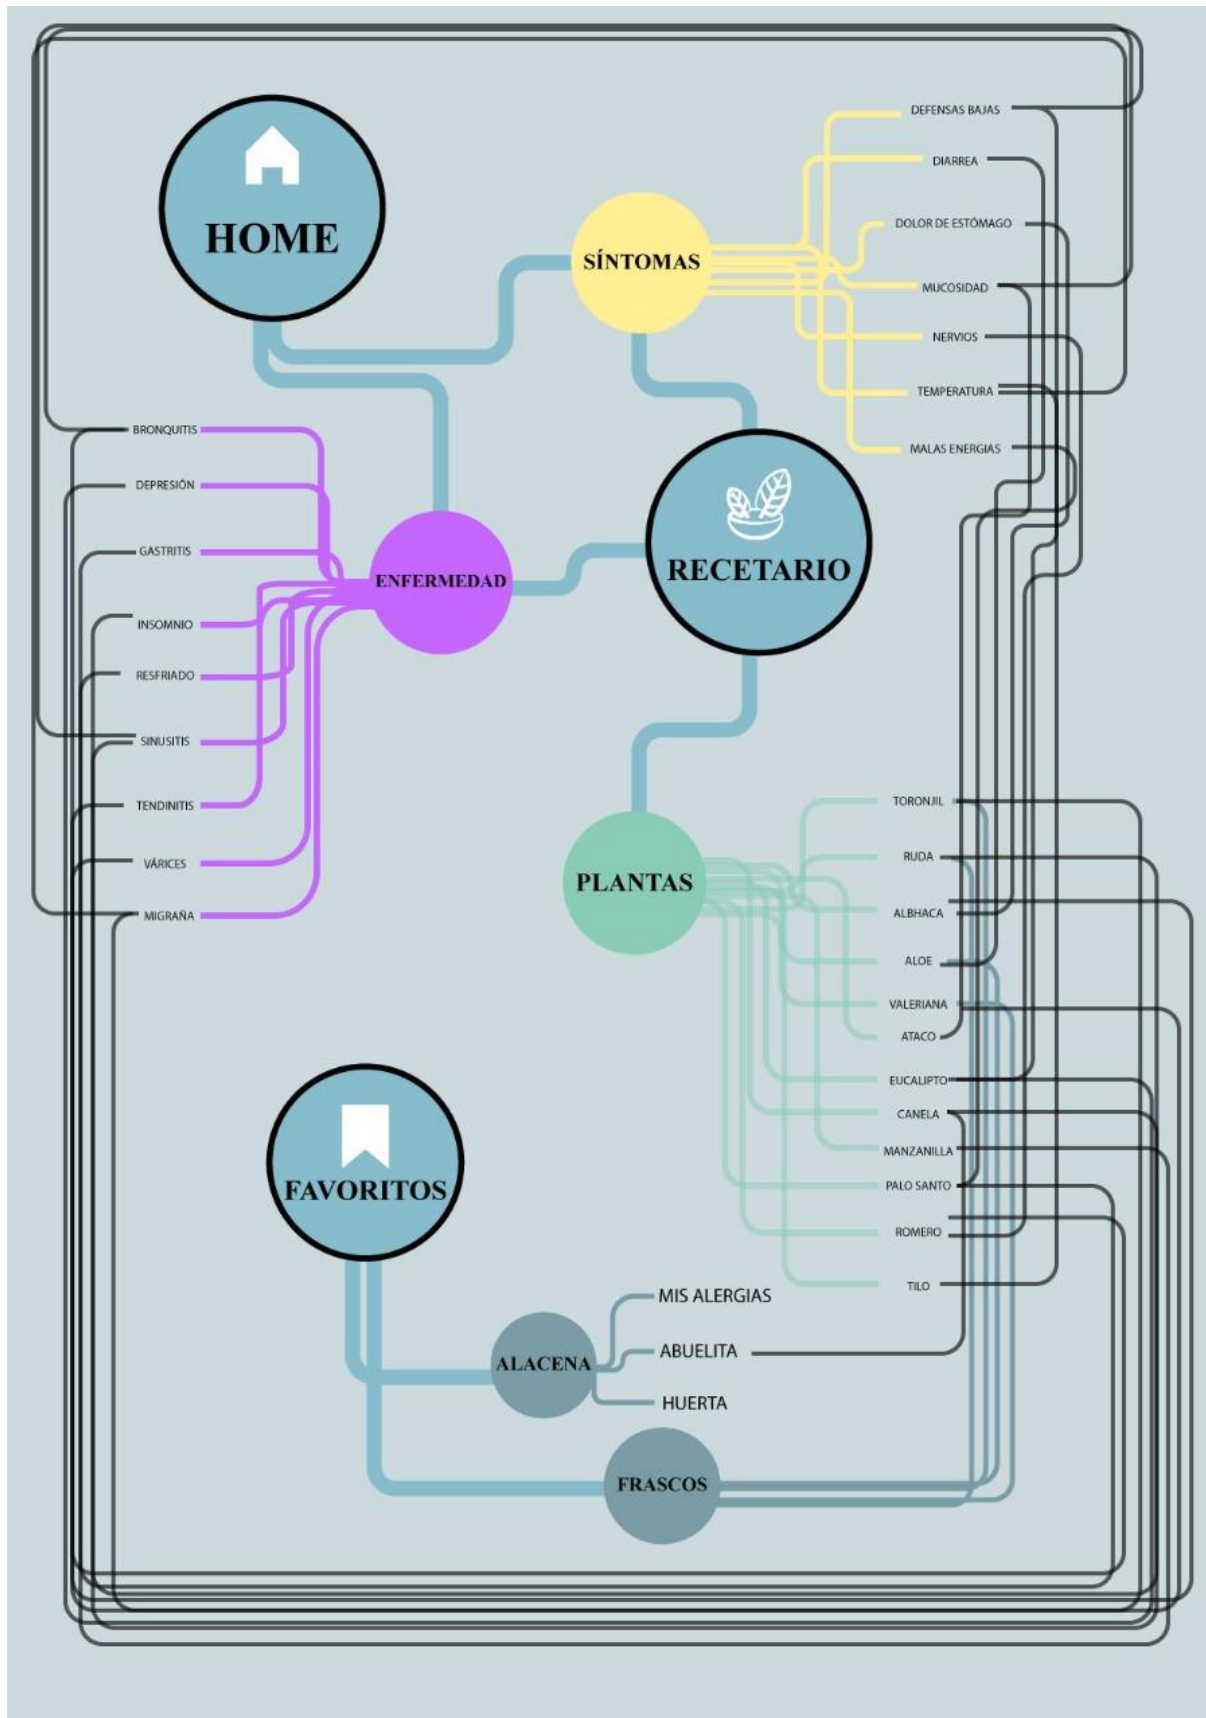 HOME
SÍNTOMAS
DEFENSAS BAJAS
DIARREA
DOLOR DE ESTÓMAGO
MUCOSIDAD
NERVIOS
TEMPERATURA
MALAS ENERGIAS
BRONQUITIS
DEPRESIÓN
GASTRITIS
INSOMNIO
RESFRIADO
SINUSITIS
TENDINITIS
VÁRICES
MIGRAÑA
ENFERMEDAD
RECETARIO
PLANTAS
TORONJIL
RUDA
ALBHACA
ALOE
VALERIANA
ATACO
EUCALIPTO
CANELA
MANZANILLA
PALO SANTO
ROMERO
TILO
FAVORITOS
ALACENA
MIS ALERGIAS
ABUELITA
HUERTA
FRASCOS